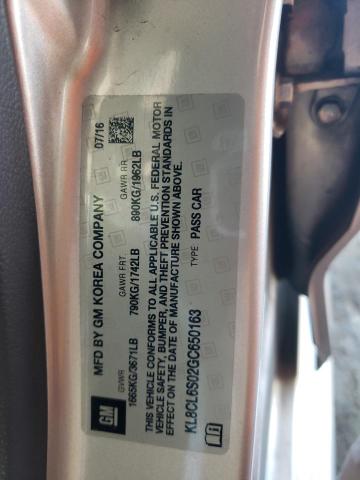 MFD BY GM KOREA COMPANY 07/16
GVWR GAWR FRT GAWR RR
1665KG/3671LB 790KG/1742LB 890KG/1962LB
THIS VEHICLE CONFORMS TO ALL APPLICABLE U.S. FEDERAL MOTOR
VEHICLE SAFETY, BUMPER, AND THEFT PREVENTION STANDARDS IN
EFFECT ON THE DATE OF MANUFACTURE SHOWN ABOVE.
TYPE: PASS CAR
KL8CL6S02GC650163
GM